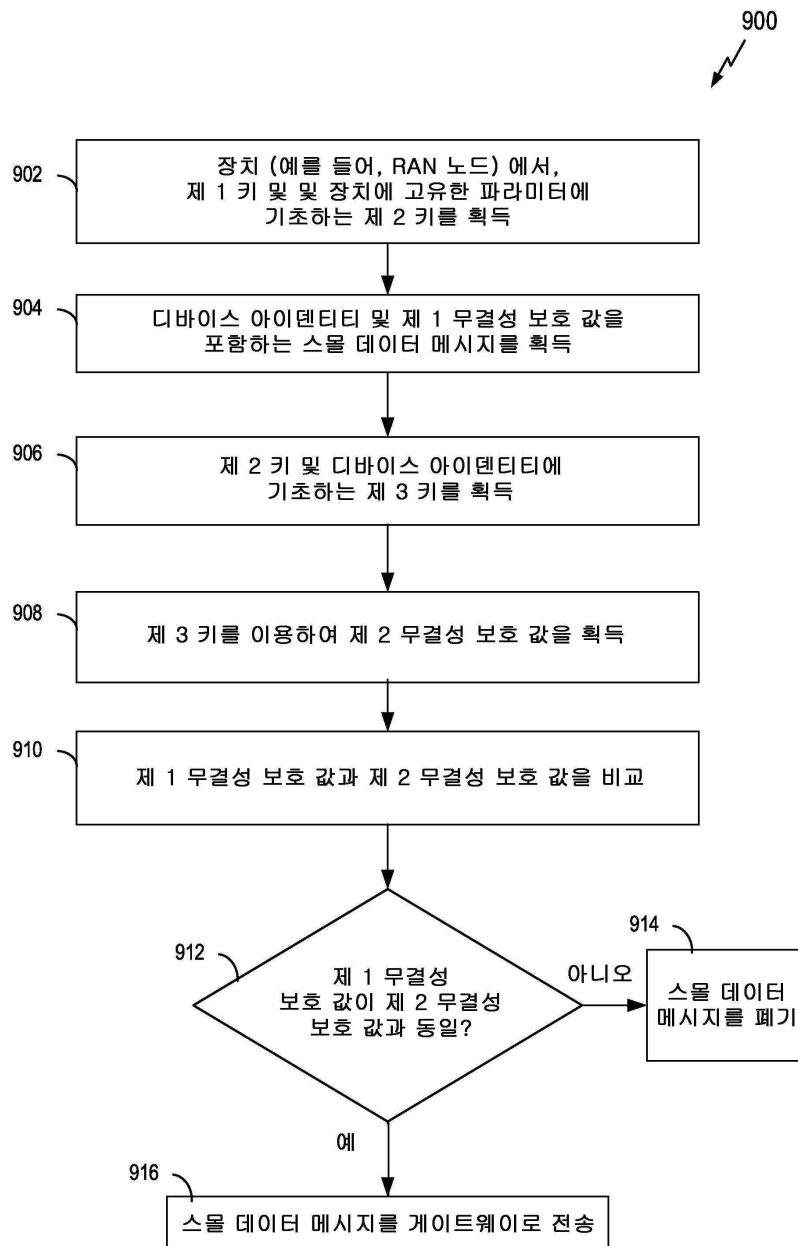 900
902
장치 (예를 들어, RAN 노드) 에서,
제 1 키 및 및 장치에 고유한 파라미터에
기초하는 제 2 키를 획득
904
디바이스 아이덴티티 및 제 1 무결성 보호 값을
포함하는 스몰 데이터 메시지를 획득
906
제 2 키 및 디바이스 아이덴티티에
기초하는 제 3 키를 획득
908
제 3 키를 이용하여 제 2 무결성 보호 값을 획득
910
제 1 무결성 보호 값과 제 2 무결성 보호 값을 비교
912
제 1 무결성
보호 값이 제 2 무결성
보호 값과 동일?
아니오
914
스몰 데이터
메시지를 폐기
예
916
스몰 데이터 메시지를 게이트웨이로 전송